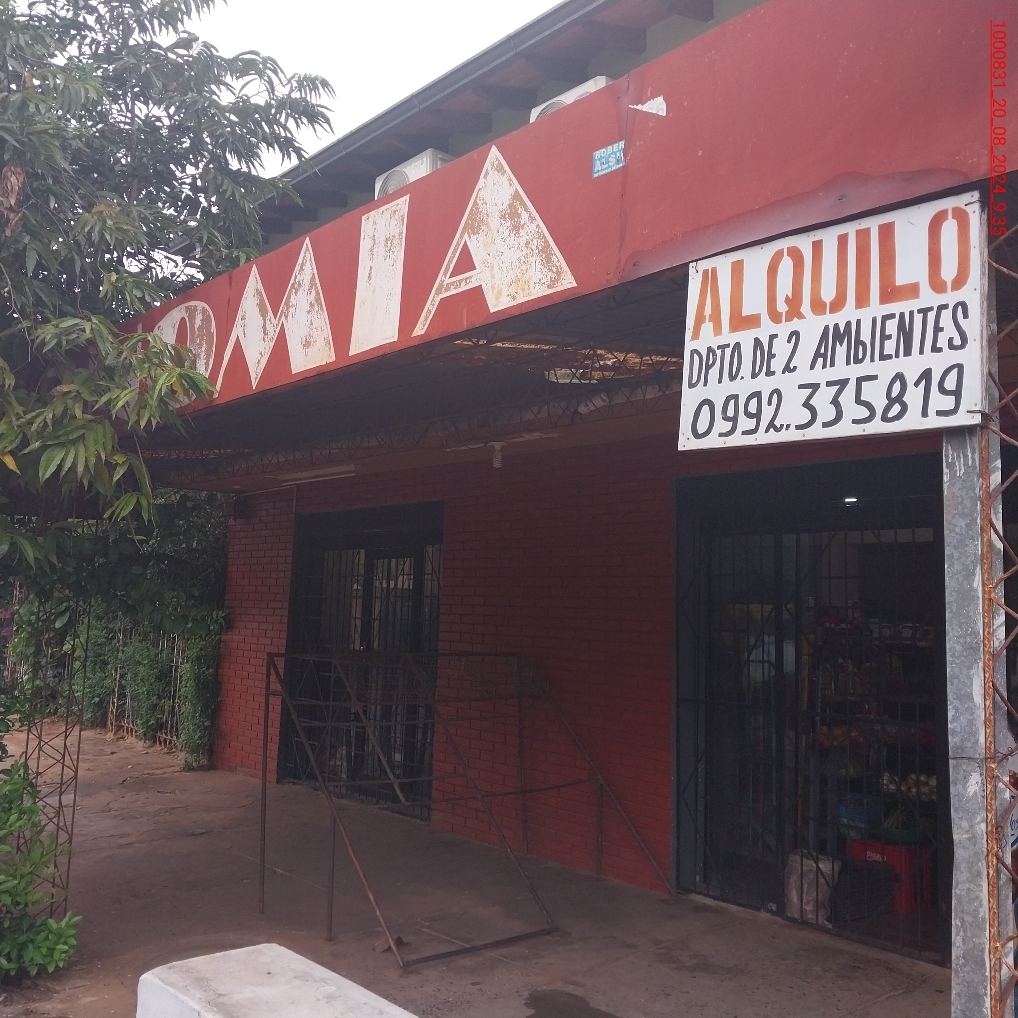 OMIA
ALQUILO
DPTO. DE 2 AMbIENTES
0992.335819
1000831_20_08_2024_9:35